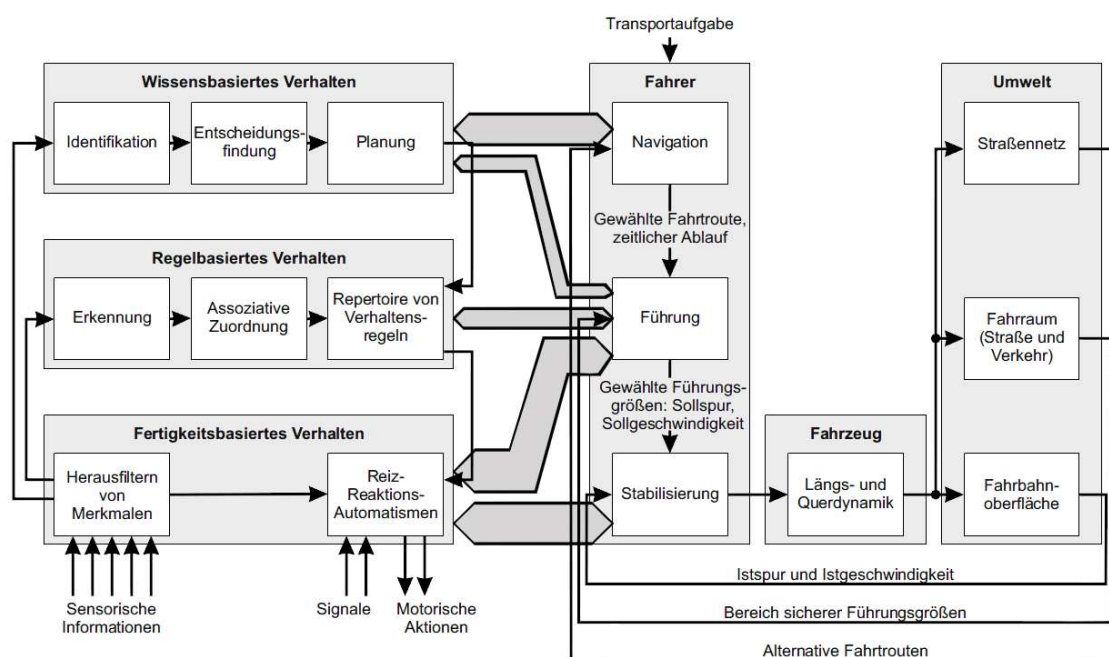 Transportaufgabe
Wissensbasiertes Verhalten
Identifikation
Entscheidungs-
findung
Planung
Regelbasiertes Verhalten
Erkennung
Assoziative
Zuordnung
Repertoire von
Verhaltens-
regeln
Fertigkeitsbasiertes Verhalten
Herausfiltern
von
Merkmalen
Reiz-
Reaktions-
Automatismen
Sensorische
Informationen
Signale
Motorische
Aktionen
Fahrer
Navigation
Gewählte Fahrtroute,
zeitlicher Ablauf
Führung
Gewählte Führungs-
größen: Sollspur,
Sollgeschwindigkeit
Stabilisierung
Fahrzeug
Längs- und
Querdynamik
Umwelt
Straßennetz
Fahrraum
(Straße und
Verkehr)
Fahrbahn-
oberfläche
Istspur und Istgeschwindigkeit
Bereich sicherer Führungsgrößen
Alternative Fahrtrouten